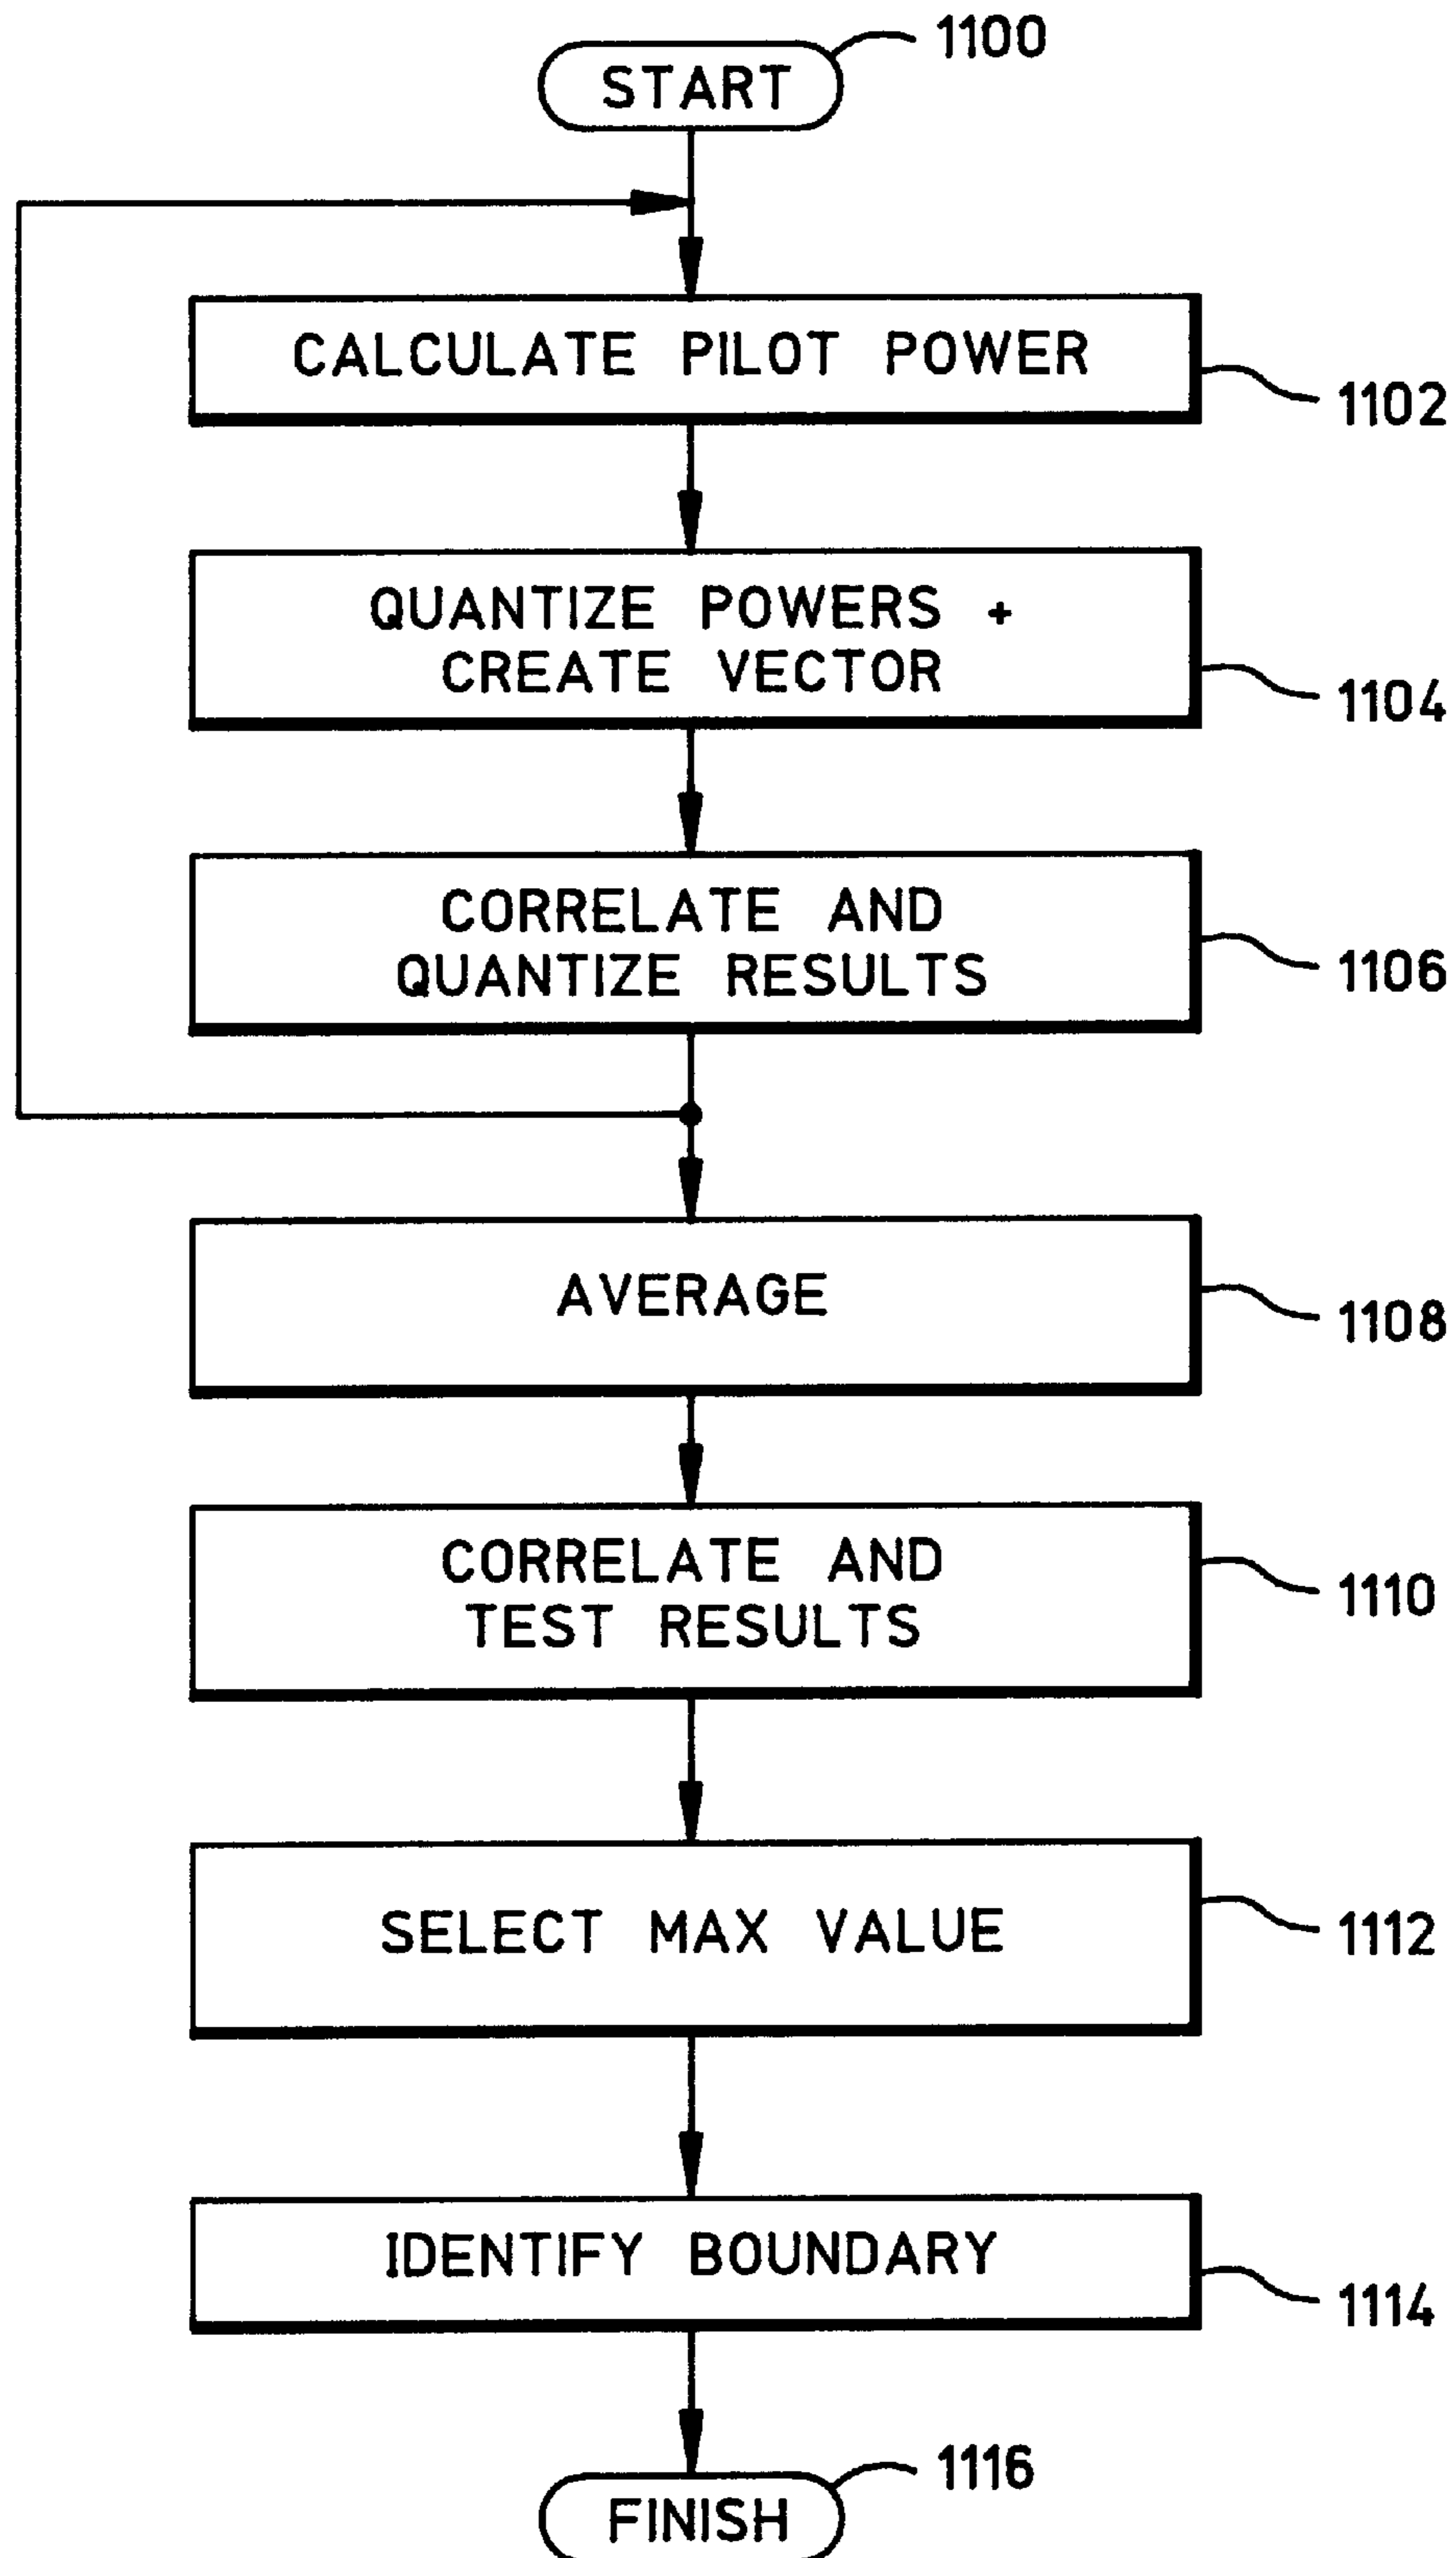 START
1100
CALCULATE PILOT POWER
1102
QUANTIZE POWERS +
CREATE VECTOR
1104
CORRELATE AND
QUANTIZE RESULTS
1106
AVERAGE
1108
CORRELATE AND
TEST RESULTS
1110
SELECT MAX VALUE
1112
IDENTIFY BOUNDARY
1114
FINISH
1116